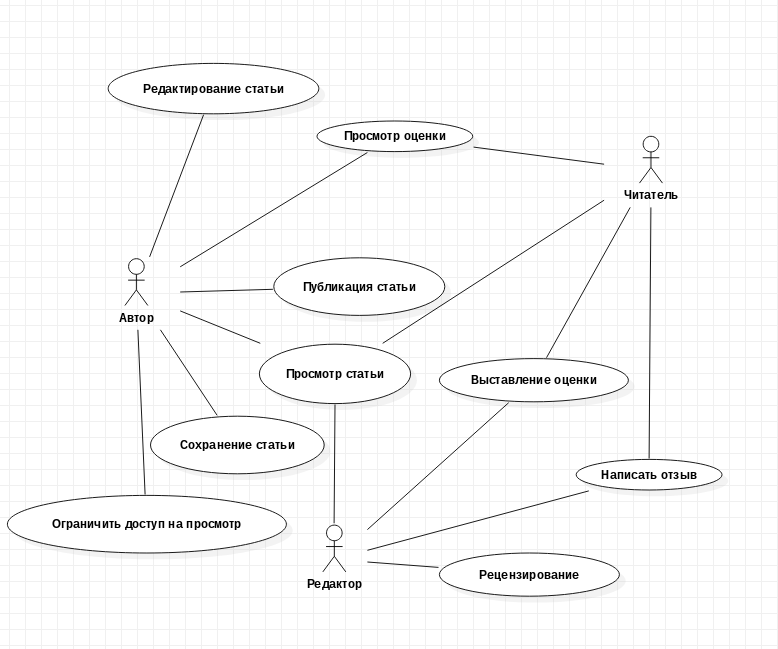 Редактирование статьи
Просмотр оценки
Читатель
Публикация статьи
Автор
Просмотр статьи
Выставление оценки
Сохранение статьи
Написать отзыв
Ограничить доступ на просмотр
Рецензирование
Редактор